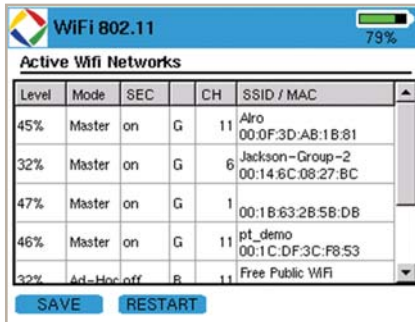 WiFi 802.11
79%
Active Wifi Networks
Level Mode SEC CH SSID / MAC
45% Master on G 11 Alro
00:0F:3D:AB:1B:81
32% Master on G 6 Jackson-Group-2
00:14:6C:08:27:BC
47% Master on G 1
00:1B:63:2B:5B:DB
46% Master on G 11 pt_demo
00:1C:DF:3C:F8:53
32% Ad-Hoc off B 11 Free Public WiFi
SAVE RESTART